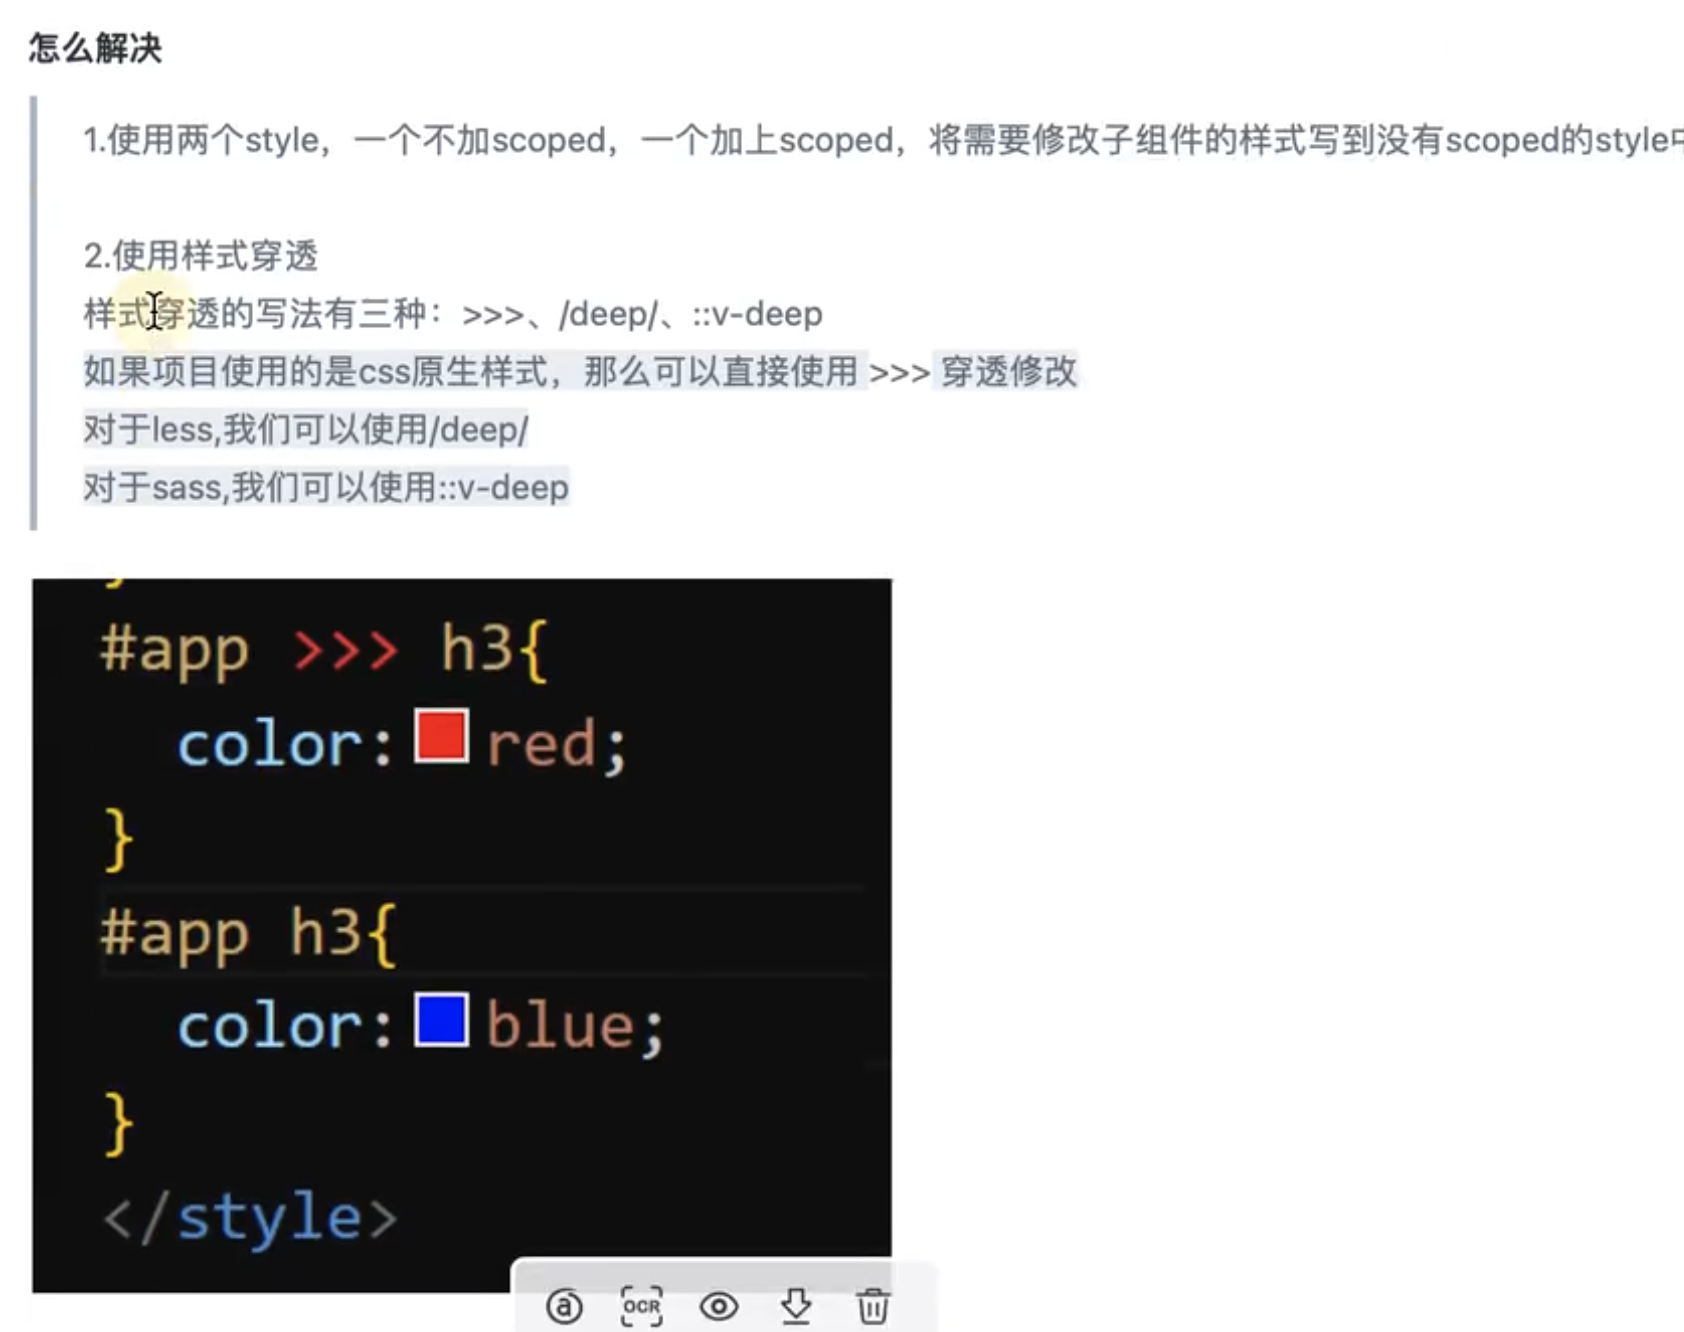 怎么解决
1.使用两个style，一个不加scoped，一个加上scoped，将需要修改子组件的样式写到没有scoped的style
2.使用样式穿透
样式穿透的写法有三种：>>>、/deep/、::v-deep
如果项目使用的是css原生样式，那么可以直接使用 >>> 穿透修改
对于less,我们可以使用/deep/
对于sass,我们可以使用::v-deep
}
#app >>> h3{
color: red;
}
#app h3{
color: blue;
}
</style>
a OCR